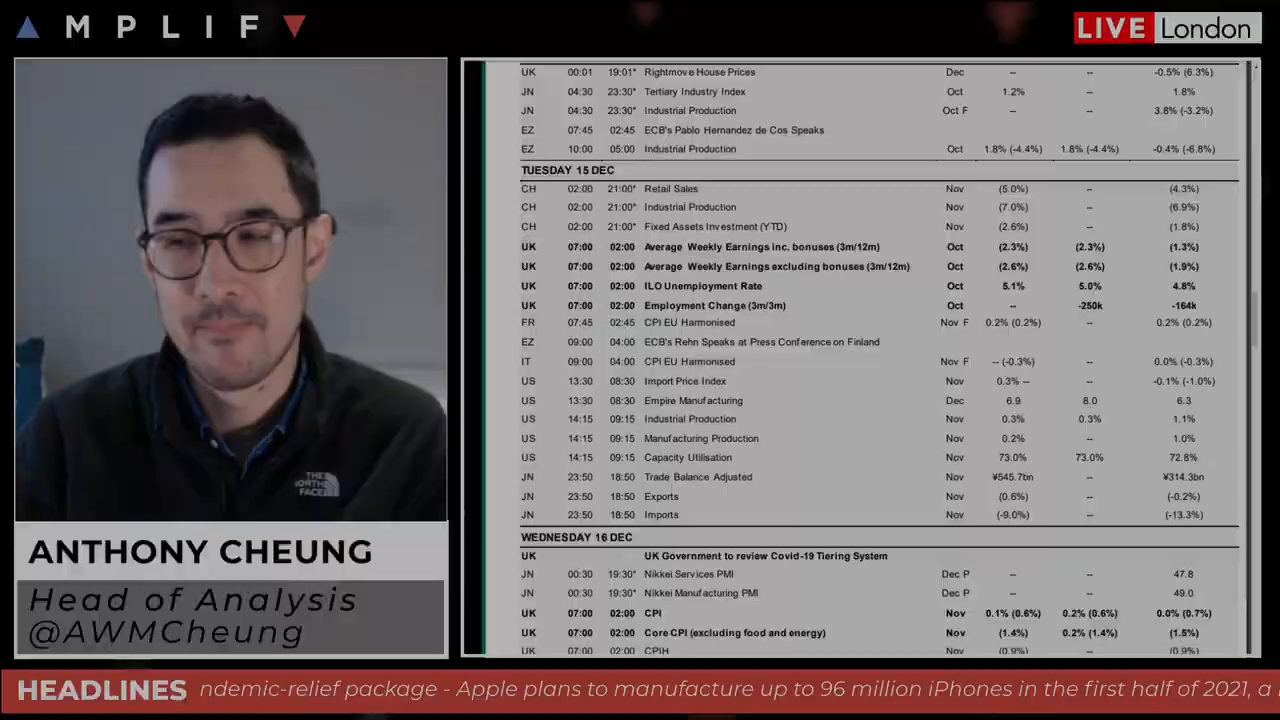 AMPLIFY
LIVE London
UK 00:01 19:01* Rightmove House Prices Dec -- -- -0.5% (6.3%)
JN 04:30 23:30* Tertiary Industry Index Oct 1.2% -- 1.8%
JN 04:30 23:30* Industrial Production Oct F -- -- 3.8% (-3.2%)
EZ 07:45 02:45 ECB's Pablo Hernandez de Cos Speaks
EZ 10:00 05:00 Industrial Production Oct 1.8% (-4.4%) 1.8% (-4.4%) -0.4% (-6.8%)
TUESDAY 15 DEC
CH 02:00 21:00* Retail Sales Nov (5.0%) -- (4.3%)
CH 02:00 21:00* Industrial Production Nov (7.0%) (6.9%)
CH 02:00 21:00* Fixed Assets Investment (YTD) Nov (2.6%) -- (1.8%)
UK 07:00 02:00 Average Weekly Earnings inc. bonuses (3m/12m) Oct (2.3%) (2.3%) (1.3%)
UK 07:00 02:00 Average Weekly Earnings excluding bonuses (3m/12m) Oct (2.6%) (2.6%) (1.9%)
UK 07:00 02:00 ILO Unemployment Rate Oct 5.1% 5.0% 4.8%
UK 07:00 02:00 Employment Change (3m/3m) Oct -- -250k -164k
FR 07:45 02:45 CPI EU Harmonised Nov F 0.2% (0.2%) -- 0.2% (0.2%)
EZ 09:00 04:00 ECB's Rehn Speaks at Press Conference on Finland
IT 09:00 04:00 CPI EU Harmonised Nov F -- (-0.3%) -- 0.0% (-0.3%)
US 13:30 08:30 Import Price Index Nov 0.3% -- -- -0.1% (-1.0%)
US 13:30 08:30 Empire Manufacturing Dec 6.9 8.0 6.3
US 14:15 09:15 Industrial Production Nov 0.3% 0.3% 1.1%
US 14:15 09:15 Manufacturing Production Nov 0.2% -- 1.0%
US 14:15 09:15 Capacity Utilisation Nov 73.0% 73.0% 72.8%
JN 23:50 18:50 Trade Balance Adjusted Nov ¥545.7bn -- ¥314.3bn
JN 23:50 18:50 Exports Nov (0.6%) -- (-0.2%)
JN 23:50 18:50 Imports Nov (-9.0%) -- (-13.3%)
WEDNESDAY 16 DEC
UK UK Government to review Covid-19 Tiering System
JN 00:30 19:30* Nikkei Services PMI Dec P -- -- 47.8
JN 00:30 19:30* Nikkei Manufacturing PMI Dec P -- -- 49.0
UK 07:00 02:00 CPI Nov 0.1% (0.6%) 0.2% (0.6%) 0.0% (0.7%)
UK 07:00 02:00 Core CPI (excluding food and energy) Nov (1.4%) 0.2% (1.4%) (1.5%)
UK 07:00 02:00 CPIH Nov (0.9%) -- (0.9%)
THE NORTH FACE
ANTHONY CHEUNG
Head of Analysis
@AWMCheung
HEADLINES ndemic-relief package - Apple plans to manufacture up to 96 million iPhones in the first half of 2021, a